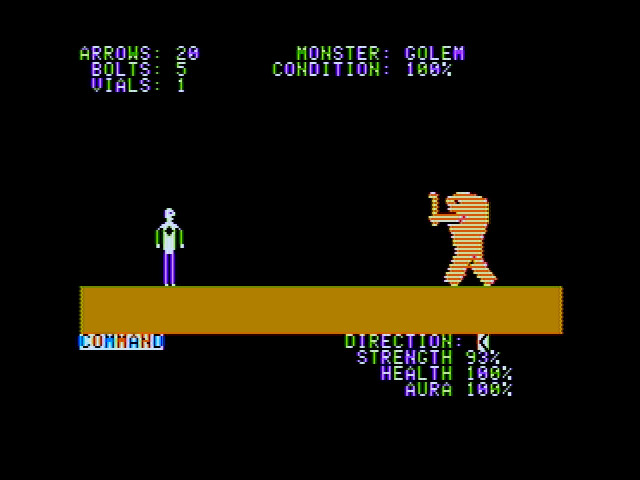 ARROWS: 20
BOLTS: 5
VIALS: 1
MONSTER: GOLEM
CONDITION: 100%
COMMAND
DIRECTION: <
STRENGTH 93%
HEALTH 100%
AURA 100%